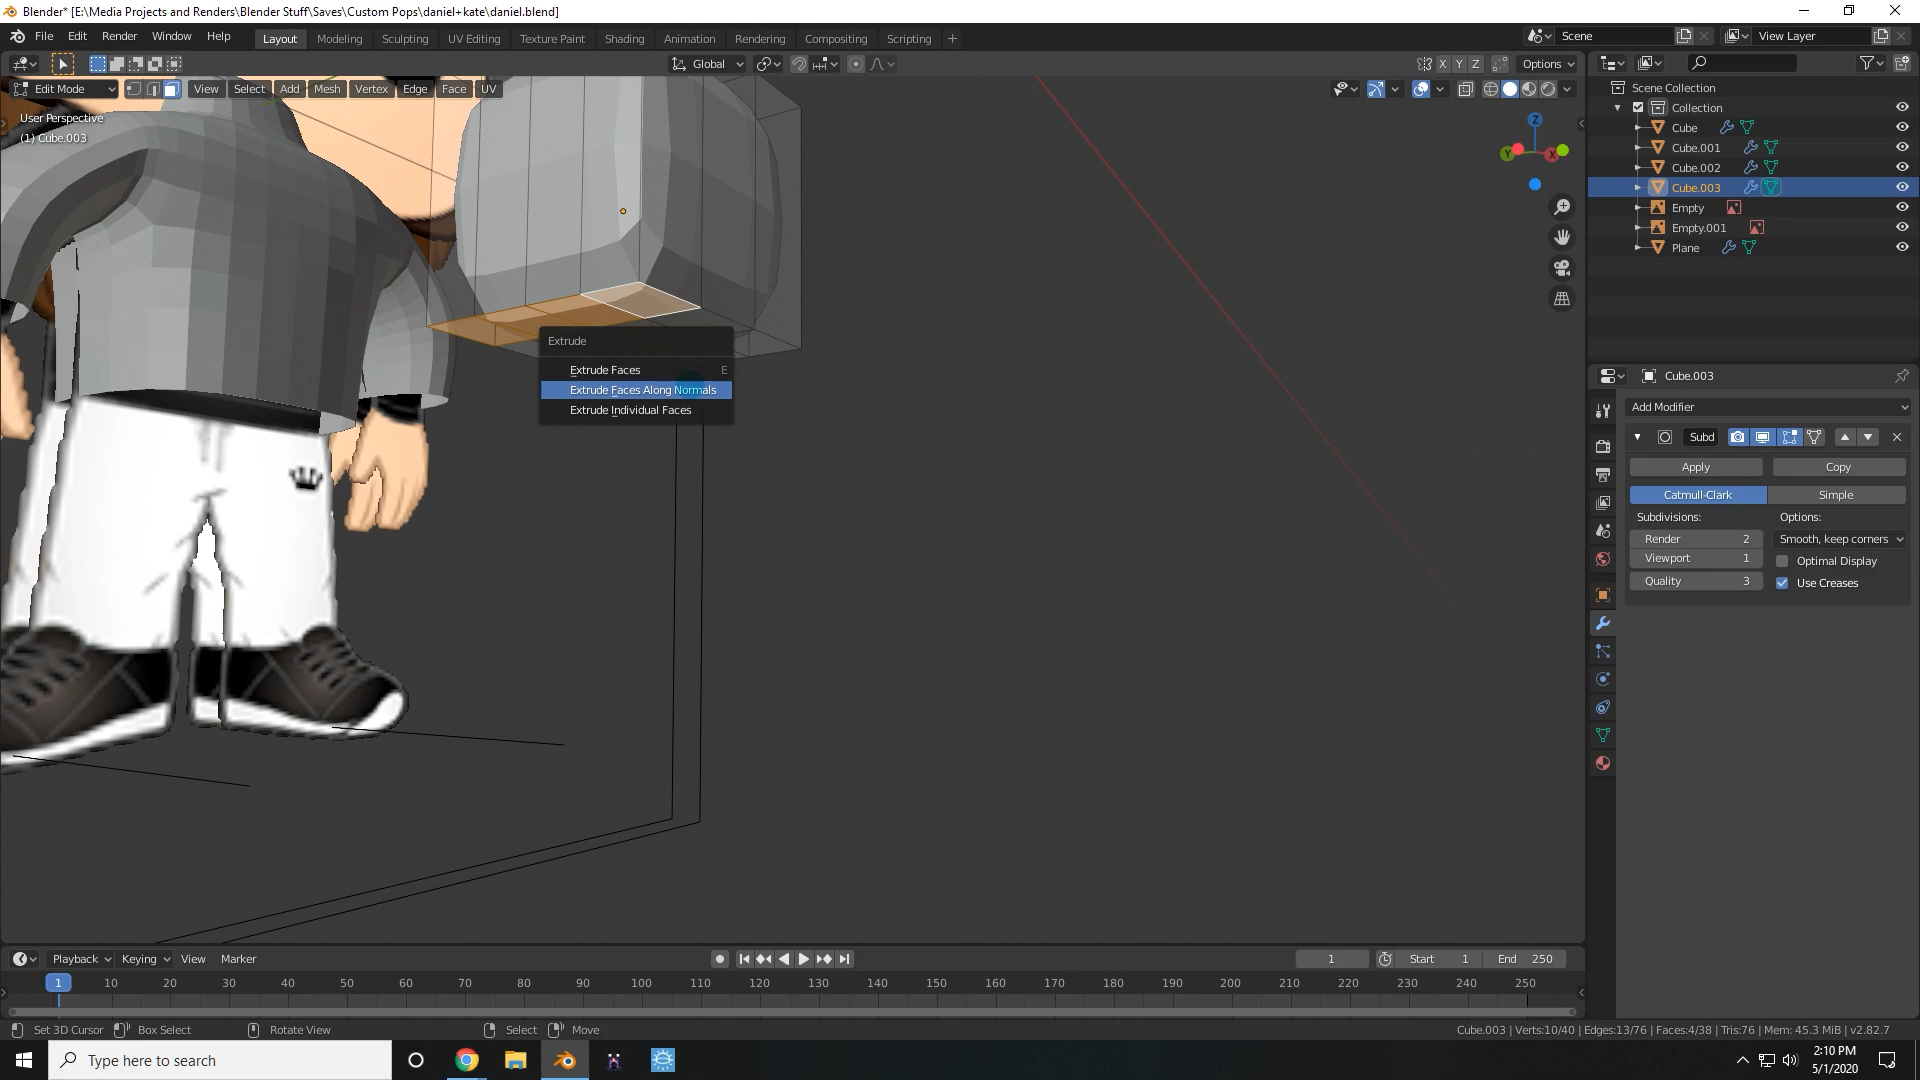 Blender* [E:\Media Projects and Renders\Blender Stuff\Saves\Custom Pops\daniel+kate\daniel.blend]
File Edit Render Window Help Layout Modeling Sculpting UV Editing Texture Paint Shading Animation Rendering Compositing Scripting + Scene View Layer
Global X Y Z Options
Edit Mode View Select Add Mesh Vertex Edge Face UV
User Perspective
(1) Cube.003
Z
Y X
Extrude
Extrude Faces E
Extrude Faces Along Normals
Extrude Individual Faces
Scene Collection
Collection
Cube
Cube.001
Cube.002
Cube.003
Empty
Empty.001
Plane
Cube.003
Add Modifier
Subd
Apply Copy
Catmull-Clark Simple
Subdivisions: Options:
Render 2 Smooth, keep corners
Viewport 1 Optimal Display
Quality 3 Use Creases
Playback Keying View Marker 1 Start 1 End 250
1 10 20 30 40 50 60 70 80 90 100 110 120 130 140 150 160 170 180 190 200 210 220 230 240 250
Set 3D Cursor Box Select Rotate View Select Move Cube.003 | Verts:10/40 | Edges:13/76 | Faces:4/38 | Tris:76 | Mem: 45.3 MiB | v2.82.7
Type here to search
2:10 PM
5/1/2020